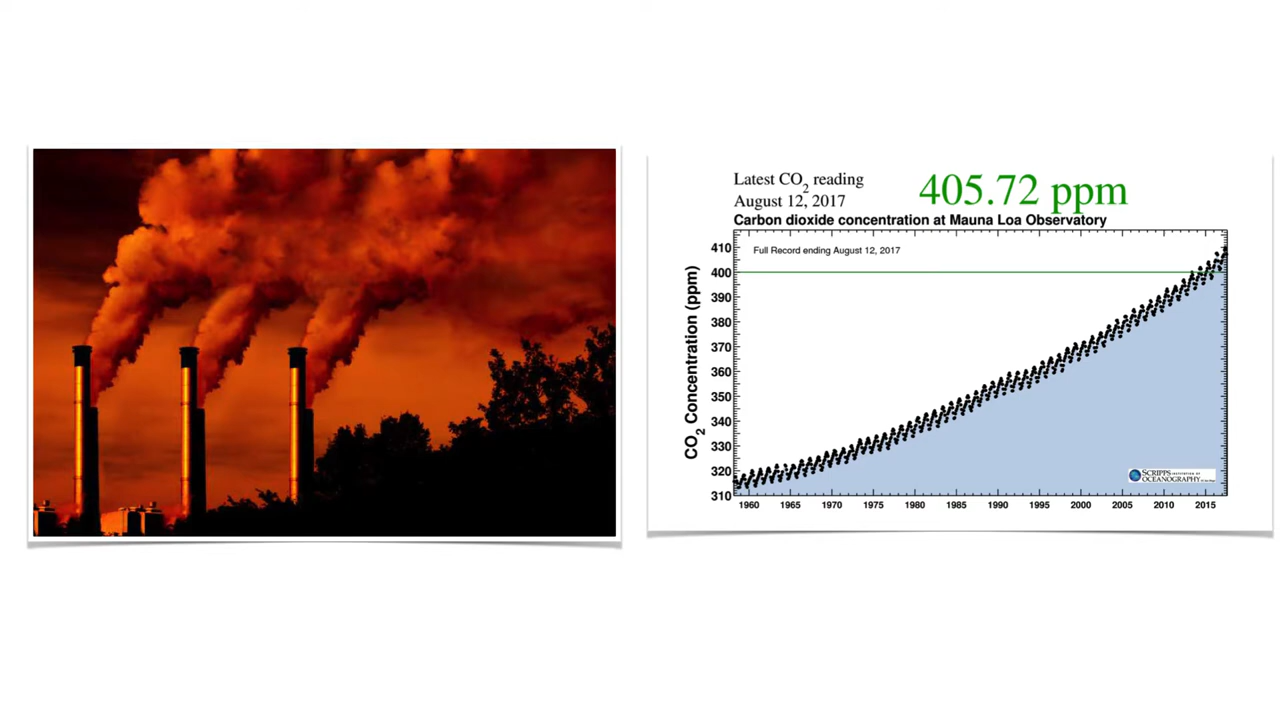 Latest CO2 reading
August 12, 2017
405.72 ppm
Carbon dioxide concentration at Mauna Loa Observatory
Full Record ending August 12, 2017
CO2 Concentration (ppm)
410
400
390
380
370
360
350
340
330
320
310
1960 1965 1970 1975 1980 1985 1990 1995 2000 2005 2010 2015
SCRIPPS INSTITUTION OF
OCEANOGRAPHY